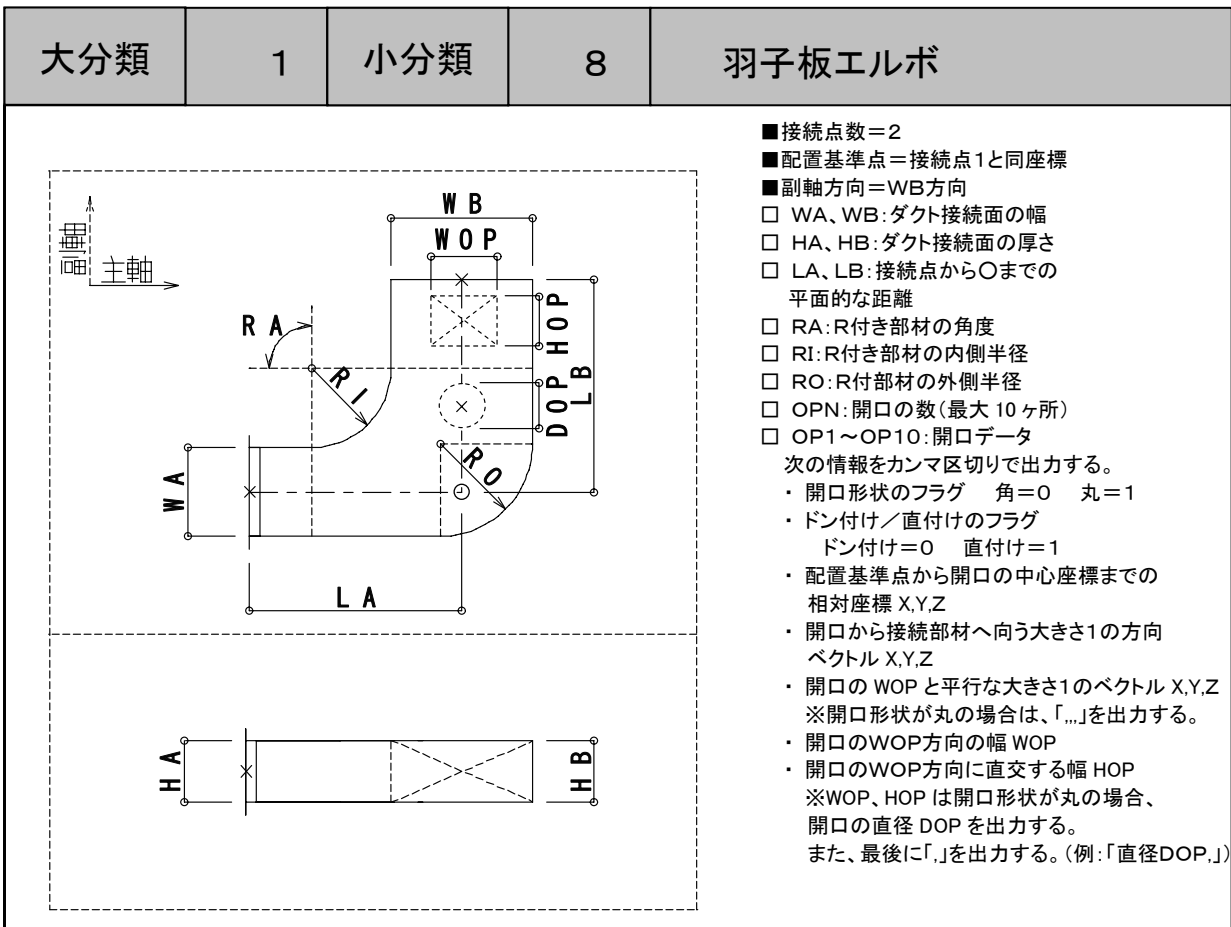 大分類 1 小分類 8 羽子板エルボ
■接続点数=2
■配置基準点=接続点1と同座標
■副軸方向=WB方向
□ WA、WB:ダクト接続面の幅
□ HA、HB:ダクト接続面の厚さ
□ LA、LB:接続点から○までの
平面的な距離
□ RA:R付き部材の角度
□ RI:R付き部材の内側半径
□ RO:R付部材の外側半径
□ OPN:開口の数(最大 10 ヶ所)
□ OP1~OP10:開口データ
次の情報をカンマ区切りで出力する。
・ 開口形状のフラグ 角=0 丸=1
・ ドン付け/直付けのフラグ
ドン付け=0 直付け=1
・ 配置基準点から開口の中心座標までの
相対座標 X,Y,Z
・ 開口から接続部材へ向う大きさ1の方向
ベクトル X,Y,Z
・ 開口の WOP と平行な大きさ1のベクトル X,Y,Z
※開口形状が丸の場合は、「,,,」を出力する。
・ 開口のWOP方向の幅 WOP
・ 開口のWOP方向に直交する幅 HOP
※WOP、HOP は開口形状が丸の場合、
開口の直径 DOP を出力する。
また、最後に「,」を出力する。(例:「直径DOP,」)
副軸
主軸
WB
WOP
HOP
RA
RI
DOP
LB
RO
WA
LA
HA
HB